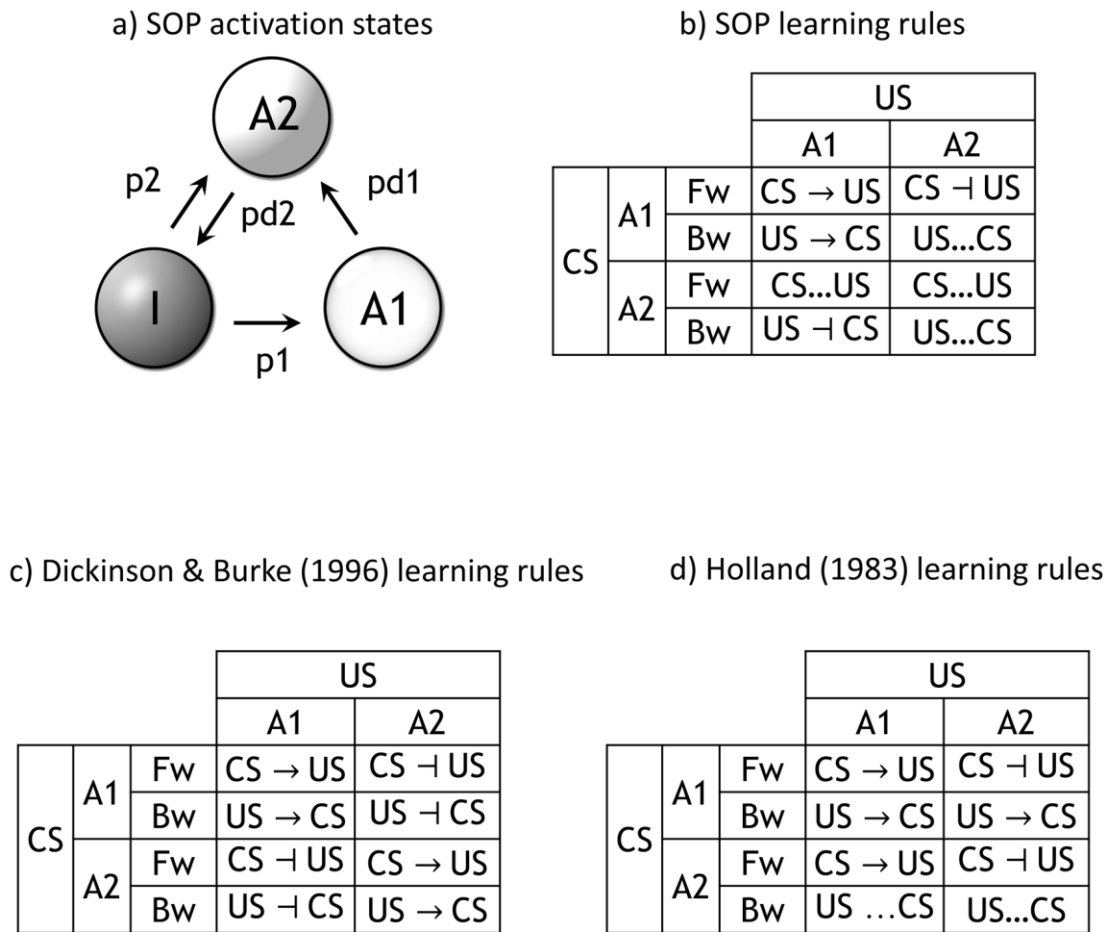 a) SOP activation states
A2
p2
pd2
pd1
I
A1
p1
b) SOP learning rules
US
A1 A2
CS A1 Fw CS → US CS ⊣ US
Bw US → CS US...CS
A2 Fw CS...US CS...US
Bw US ⊣ CS US...CS
c) Dickinson & Burke (1996) learning rules
US
A1 A2
CS A1 Fw CS → US CS ⊣ US
Bw US → CS US ⊣ CS
A2 Fw CS ⊣ US CS → US
Bw US ⊣ CS US → CS
d) Holland (1983) learning rules
US
A1 A2
CS A1 Fw CS → US CS ⊣ US
Bw US → CS US → CS
A2 Fw CS → US CS ⊣ US
Bw US ...CS US...CS